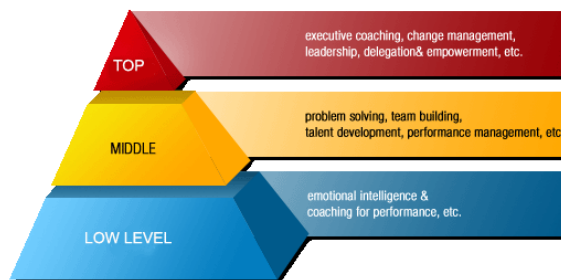 TOP
executive coaching, change management,
leadership, delegation& empowerment, etc.
MIDDLE
problem solving, team building,
talent development, performance management, etc
LOW LEVEL
emotional intelligence &
coaching for performance, etc.